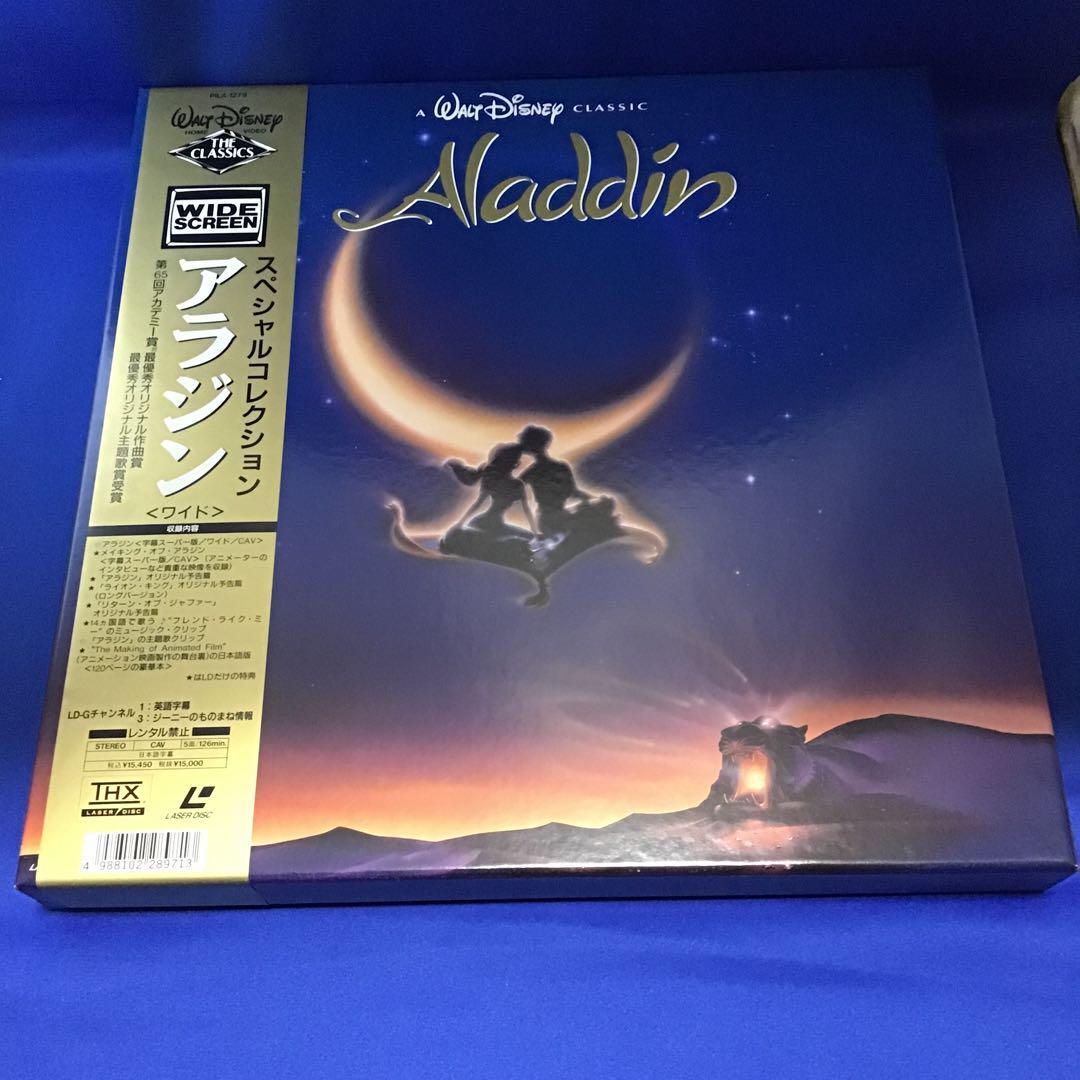 PILA-1279
WALT DISNEY
HOME VIDEO
THE
CLASSICS
WIDE
SCREEN
スペシャルコレクション
アラジン
第65回アカデミー賞 最優秀オリジナル作曲賞
最優秀オリジナル主題歌賞受賞
<ワイド>
収録内容
アラジン<字幕スーパー版/ワイド/CAV>
★メイキング・オブ・アラジン
<字幕スーパー版/CAV>(アニメーターの
インタビューなど貴重な映像を収録)
★「アラジン」オリジナル予告篇
★「ライオン・キング」オリジナル予告篇
(ロングバージョン)
★「リターン・オブ・ジャファー」
オリジナル予告篇
★14ヵ国語で歌う♪"フレンド・ライク・ミ
ー"のミュージック・クリップ
「アラジン」の主題歌クリップ
★"The Making of Animated Film"
(アニメーション映画製作の舞台裏)の日本語版
<120ページの豪華本>
★はLDだけの特典
LD-Gチャンネル 1:英語字幕
3:ジーニーのものまね情報
レンタル禁止
STEREO CAV 5面/126min.
日本語字幕
税込¥15,450 税抜¥15,000
THX
LASER DISC
LASER DISC
4 988102 289713
A WALT DISNEY CLASSIC
Aladdin